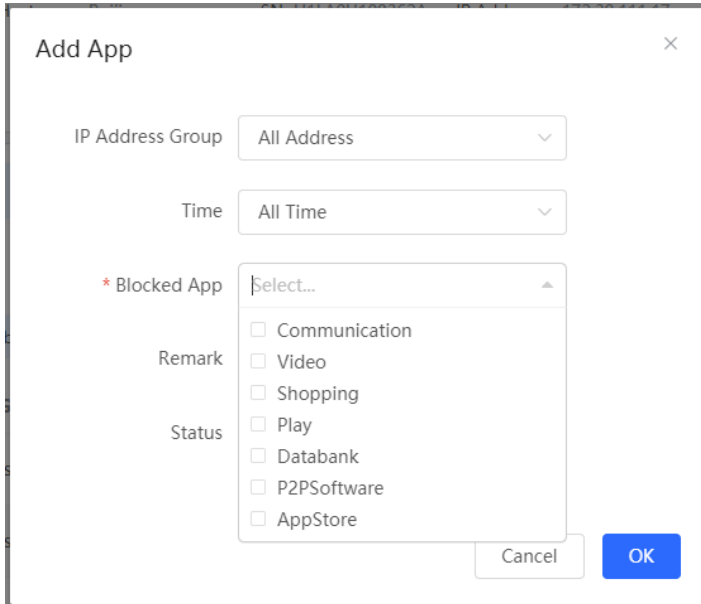 Add App
IP Address Group
All Address
Time
All Time
* Blocked App
Select...
Communication
Video
Remark
Shopping
Play
Status
Databank
P2PSoftware
AppStore
Cancel
OK